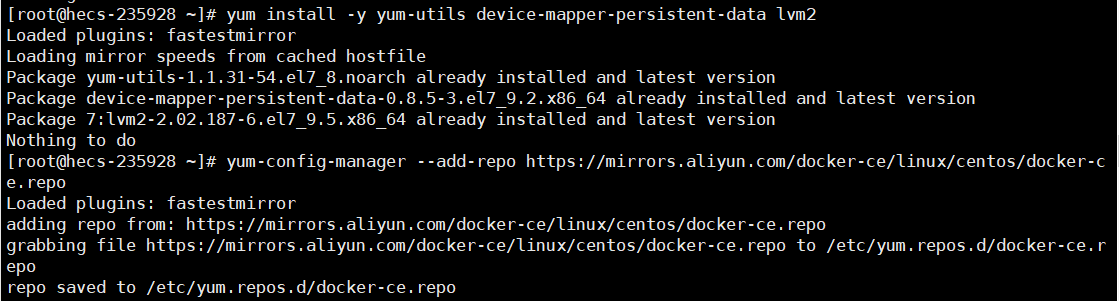 [root@hecs-235928 ~]# yum install -y yum-utils device-mapper-persistent-data lvm2
Loaded plugins: fastestmirror
Loading mirror speeds from cached hostfile
Package yum-utils-1.1.31-54.el7_8.noarch already installed and latest version
Package device-mapper-persistent-data-0.8.5-3.el7_9.2.x86_64 already installed and latest version
Package 7:lvm2-2.02.187-6.el7_9.5.x86_64 already installed and latest version
Nothing to do
[root@hecs-235928 ~]# yum-config-manager --add-repo https://mirrors.aliyun.com/docker-ce/linux/centos/docker-c
e.repo
Loaded plugins: fastestmirror
adding repo from: https://mirrors.aliyun.com/docker-ce/linux/centos/docker-ce.repo
grabbing file https://mirrors.aliyun.com/docker-ce/linux/centos/docker-ce.repo to /etc/yum.repos.d/docker-ce.r
epo
repo saved to /etc/yum.repos.d/docker-ce.repo